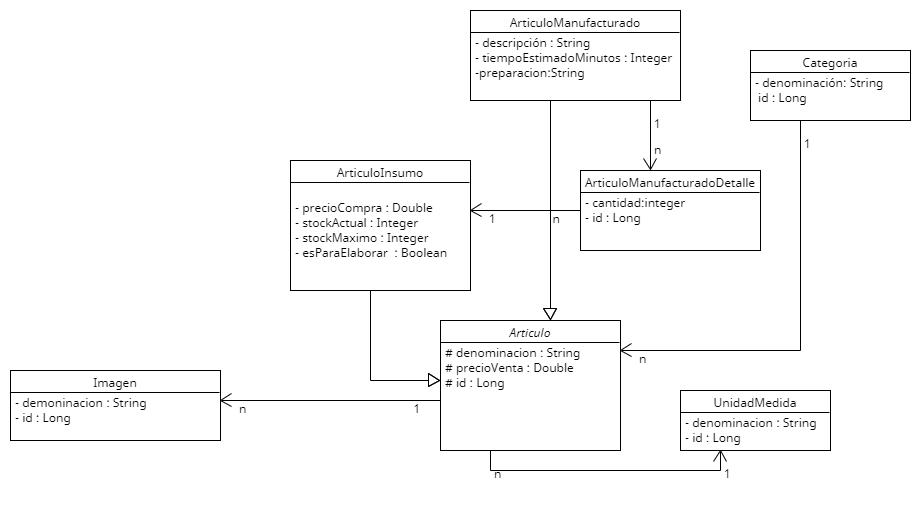 ArticuloManufacturado
- descripción : String
- tiempoEstimadoMinutos : Integer
-preparacion:String
Categoria
- denominación: String
id : Long
1
n
1
ArticuloInsumo
- precioCompra : Double
- stockActual : Integer
- stockMaximo : Integer
- esParaElaborar : Boolean
ArticuloManufacturadoDetalle
- cantidad:integer
- id : Long
1
n
Articulo
# denominacion : String
# precioVenta : Double
# id : Long
n
Imagen
- demoninacion : String
- id : Long
n
1
UnidadMedida
- denominacion : String
- id : Long
n
1